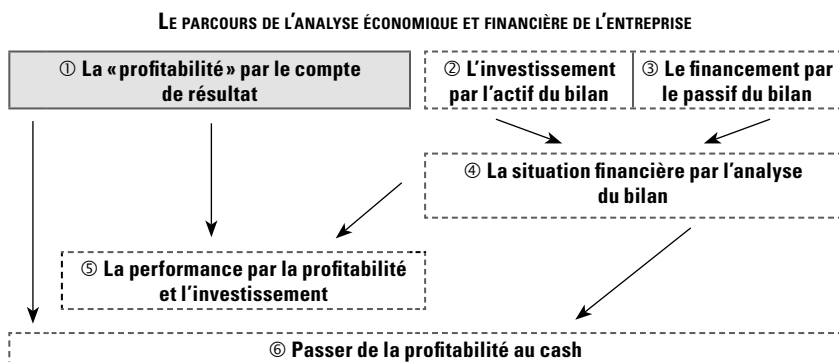 LE PARCOURS DE L'ANALYSE ÉCONOMIQUE ET FINANCIÈRE DE L'ENTREPRISE
① La « profitabilité » par le compte
de résultat
② L'investissement
par l'actif du bilan
③ Le financement par
le passif du bilan
④ La situation financière par l'analyse
du bilan
⑤ La performance par la profitabilité
et l'investissement
⑥ Passer de la profitabilité au cash